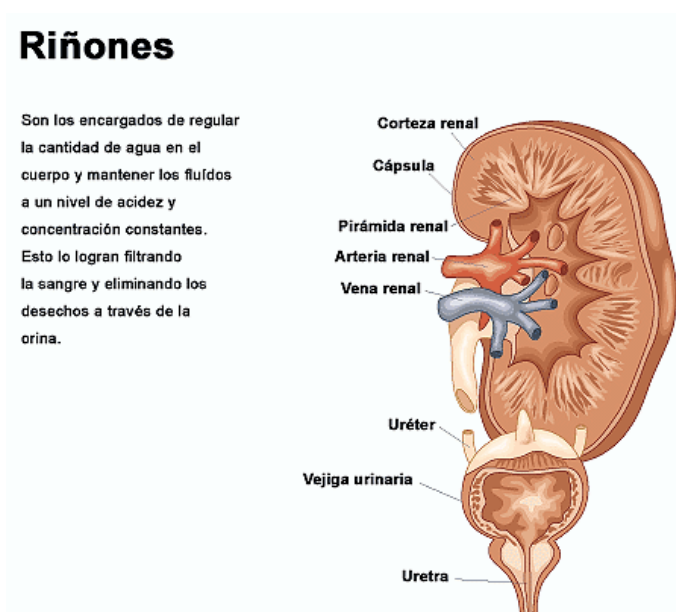 Riñones
Son los encargados de regular
la cantidad de agua en el
cuerpo y mantener los fluídos
a un nivel de acidez y
concentración constantes.
Esto lo logran filtrando
la sangre y eliminando los
desechos a través de la
orina.
Corteza renal
Cápsula
Pirámida renal
Arteria renal
Vena renal
Uréter
Vejiga urinaria
Uretra